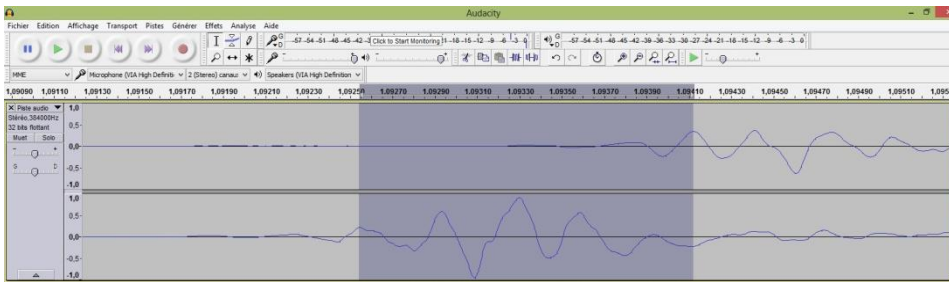 Audacity
Fichier Edition Affichage Transport Pistes Générer Effets Analyse Aide
-57 -54 -51 -48 -45 -42 -3 Click to Start Monitoring -18 -15 -12 -9 -6 -3 0
-57 -54 -51 -48 -45 -42 -39 -36 -33 -30 -27 -24 -21 -18 -15 -12 -9 -6 -3 0
MME Microphone (VIA High Definiti 2 (Stereo) canaux Speakers (VIA High Definition
1,09090 1,09110 1,09130 1,09150 1,09170 1,09190 1,09210 1,09230 1,0925 1,09270 1,09290 1,09310 1,09330 1,09350 1,09370 1,09390 1,09410 1,09430 1,09450 1,09470 1,09490 1,09510 1,095
Piste audio
Stéréo, 384000Hz
32 bits flottant
Muet Solo
- +
G D
1,0
0,5
0,0
-0,5
-1,0
1,0
0,5
0,0
-0,5
-1,0